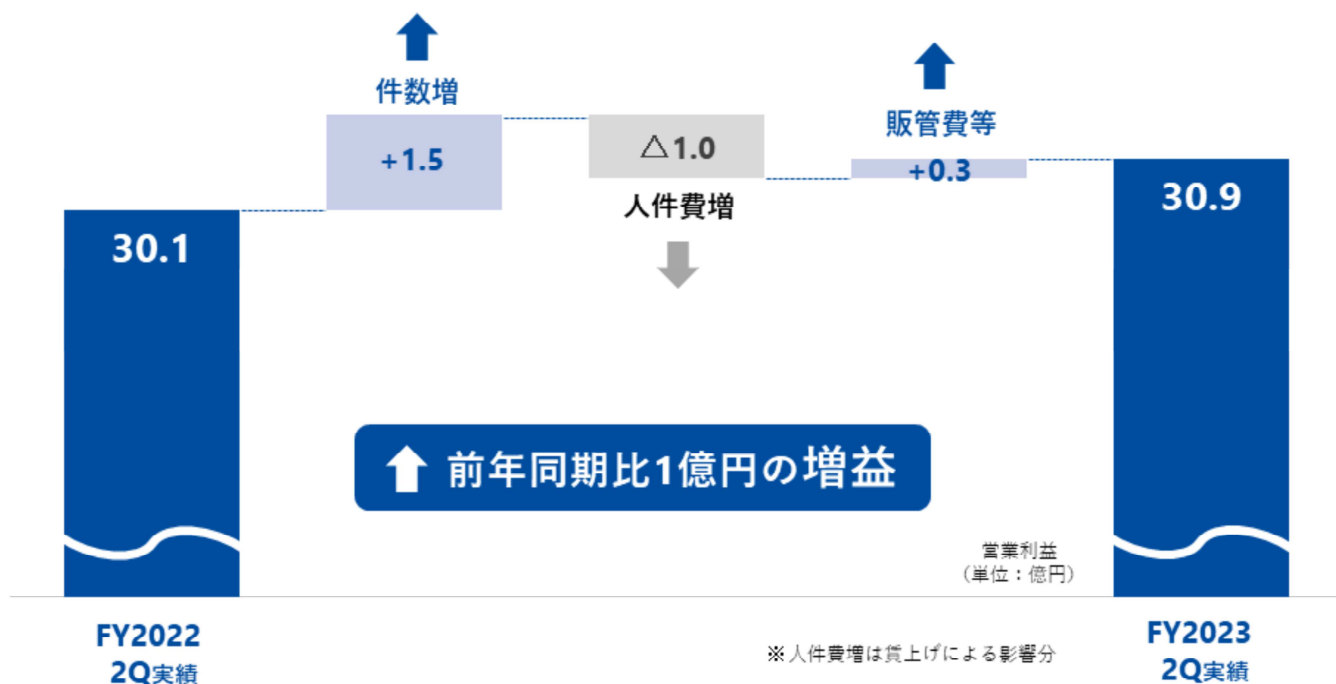 件数増
+1.5
△1.0
人件費増
販管費等
+0.3
30.1
30.9
前年同期比1億円の増益
営業利益
(単位：億円)
FY2022
2Q実績
※人件費増は賃上げによる影響分
FY2023
2Q実績